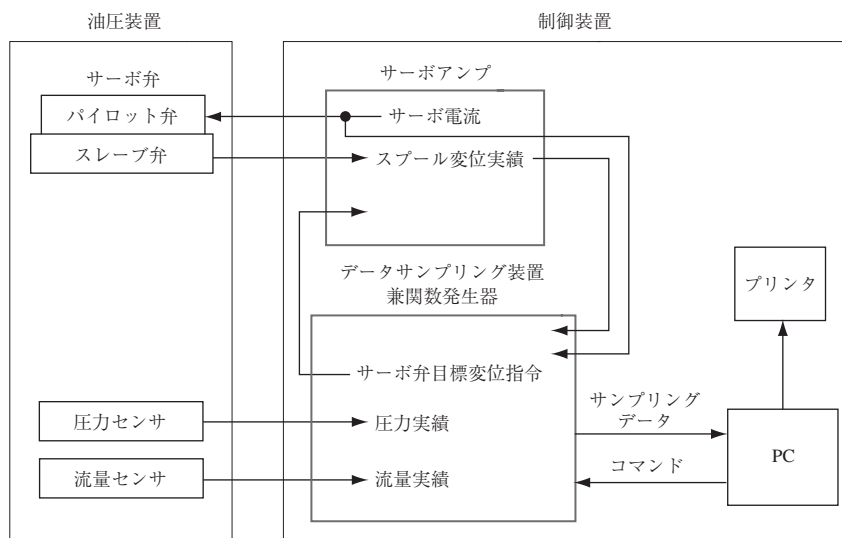 油圧装置
制御装置
サーボ弁
パイロット弁
スレーブ弁
サーボアンプ
サーボ電流
スプール変位実績
データサンプリング装置
兼関数発生器
サーボ弁目標変位指令
圧力実績
流量実績
圧力センサ
流量センサ
サンプリング
データ
コマンド
プリンタ
PC